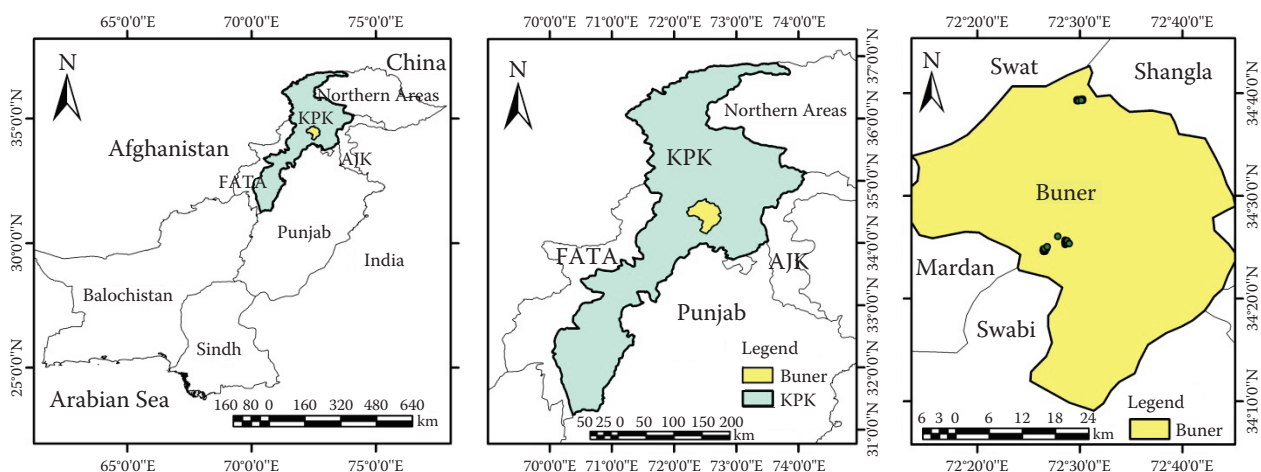 65°0'0"E 70°0'0"E 75°0'0"E
N
China
Northern Areas
KPK
Afghanistan
AJK
FATA
Punjab
India
Balochistan
Sindh
Arabian Sea
160 80 0 160 320 480 640
km
35°0'0"N
30°0'0"N
25°0'0"N
65°0'0"E 70°0'0"E 75°0'0"E
70°0'0"E 71°0'0"E 72°0'0"E 73°0'0"E 74°0'0"E
N
Northern Areas
KPK
FATA
AJK
Punjab
Legend
Buner
KPK
50 25 0 50 100 150 200
km
37°0'0"N
36°0'0"N
35°0'0"N
34°0'0"N
33°0'0"N
32°0'0"N
31°0'0"N
70°0'0"E 71°0'0"E 72°0'0"E 73°0'0"E 74°0'0"E
72°20'0"E 72°30'0"E 72°40'0"E
N
Swat
Shangla
Buner
Mardan
Swabi
Legend
Buner
6 3 0 6 12 18 24
km
34°40'0"N
34°30'0"N
34°20'0"N
34°10'0"N
72°20'0"E 72°30'0"E 72°40'0"E